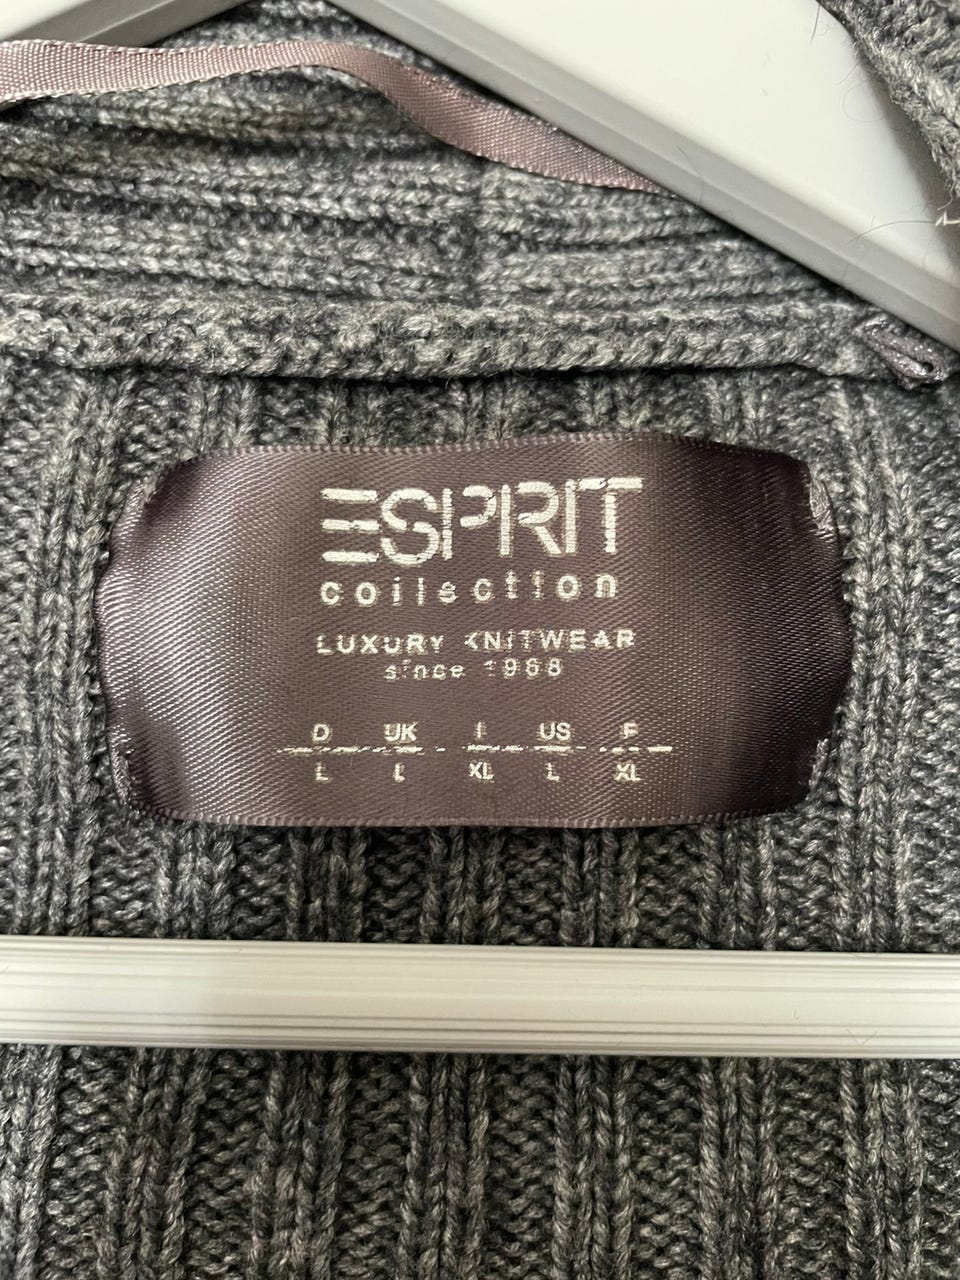 ESPRIT
collection
LUXURY KNITWEAR
since 1968
D UK I US F
L L XL L XL